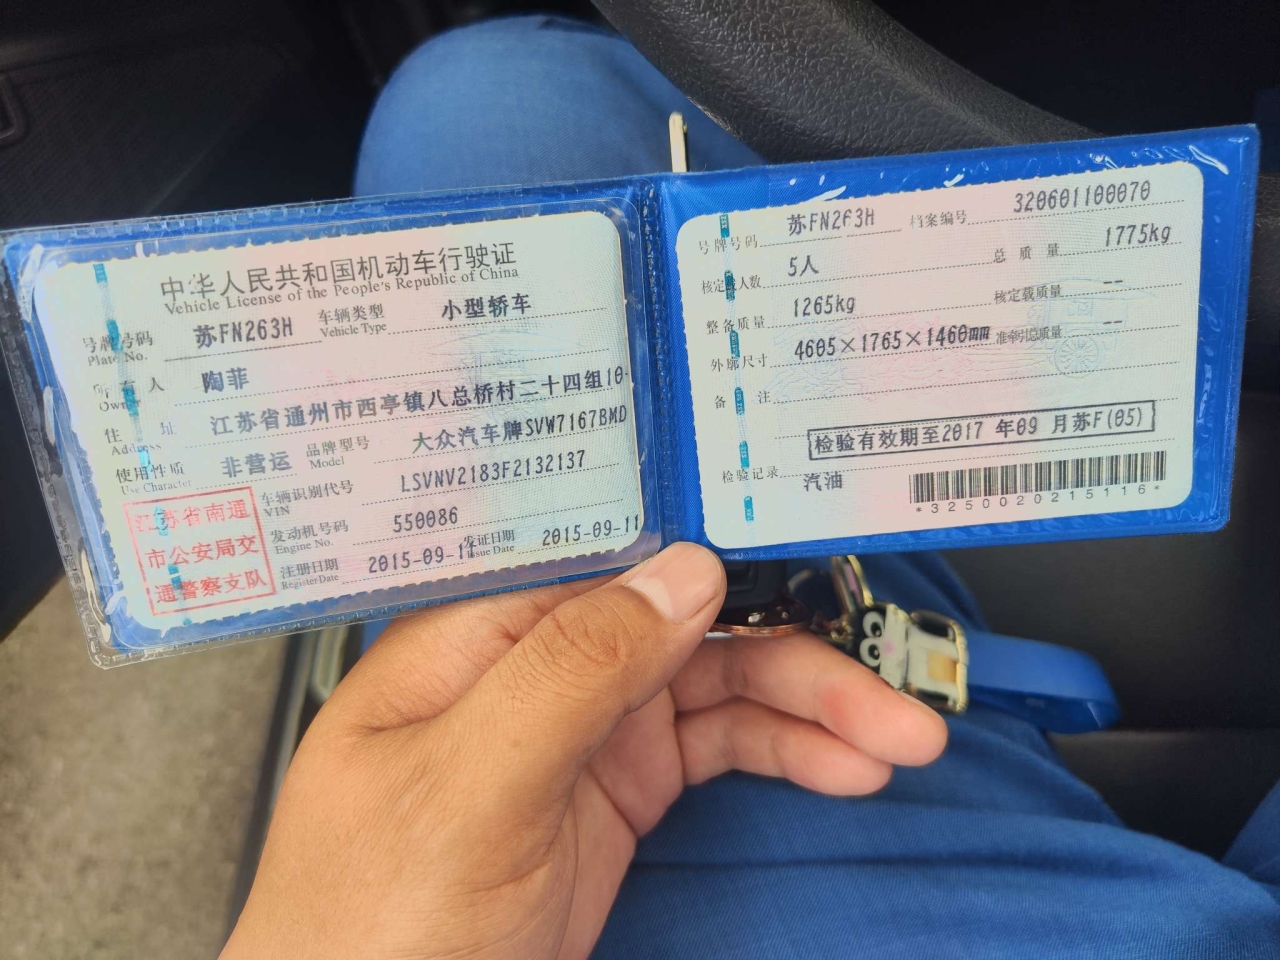 中华人民共和国机动车行驶证
Vehicle License of the People's Republic of China
号牌号码 苏FN263H 车辆类型 小型轿车
Plate No. Vehicle Type
所有人 陶菲
Owner
住址 江苏省通州市西亭镇八总桥村二十四组10-
Address
使用性质 非营运 品牌型号 大众汽车牌SVW7167BMD
Use Character Model
车辆识别代号 LSVNV2183F2132137
VIN
发动机号码 550086
Engine No.
注册日期 2015-09-11 发证日期 2015-09-11
Register Date Issue Date
江苏省南通
市公安局交
通警察支队
号牌号码 苏FN263H 档案编号 320601100070
核定载人数 5人 总质量 1775kg
整备质量 1265kg 核定载质量 --
外廓尺寸 4605×1765×1460mm 准牵引总质量 --
备注
检验有效期至2017 年09 月苏F(05)
检验记录 汽油
*3250020215116*